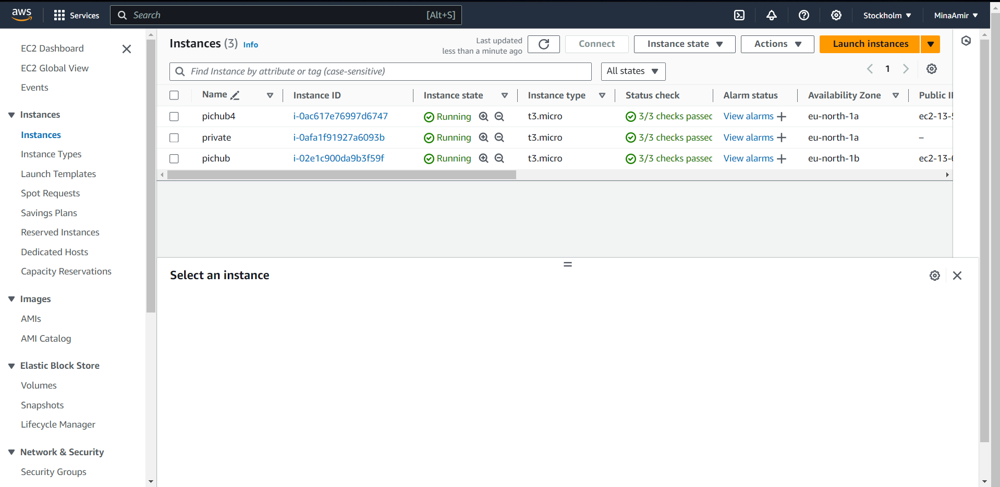 aws Services Search [Alt+S] Stockholm MinaAmir
EC2 Dashboard
EC2 Global View
Events
Instances
Instances
Instance Types
Launch Templates
Spot Requests
Savings Plans
Reserved Instances
Dedicated Hosts
Capacity Reservations
Images
AMIs
AMI Catalog
Elastic Block Store
Volumes
Snapshots
Lifecycle Manager
Network & Security
Security Groups
Instances (3) Info
Last updated
less than a minute ago
Connect Instance state Actions Launch instances
Find Instance by attribute or tag (case-sensitive) All states 1
Name Instance ID Instance state Instance type Status check Alarm status Availability Zone Public
pichub4 i-0ac617e76997d6747 Running t3.micro 3/3 checks passec View alarms + eu-north-1a ec2-13-
private i-0afa1f91927a6093b Running t3.micro 3/3 checks passec View alarms + eu-north-1a –
pichub i-02e1c900da9b3f59f Running t3.micro 3/3 checks passec View alarms + eu-north-1b ec2-13-
Select an instance